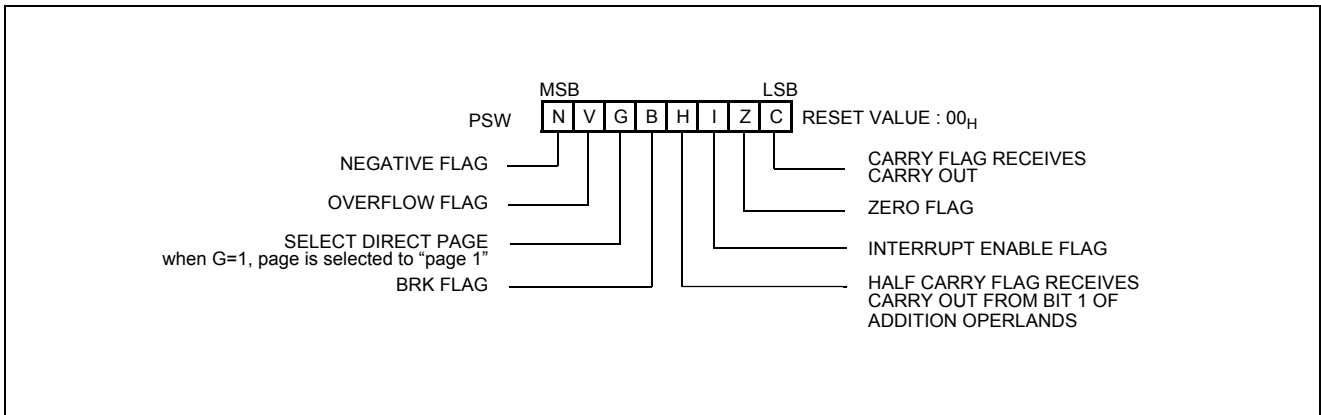 MSB LSB
PSW N V G B H I Z C RESET VALUE : 00H
NEGATIVE FLAG
OVERFLOW FLAG
SELECT DIRECT PAGE
when G=1, page is selected to “page 1”
BRK FLAG
CARRY FLAG RECEIVES
CARRY OUT
ZERO FLAG
INTERRUPT ENABLE FLAG
HALF CARRY FLAG RECEIVES
CARRY OUT FROM BIT 1 OF
ADDITION OPERLANDS